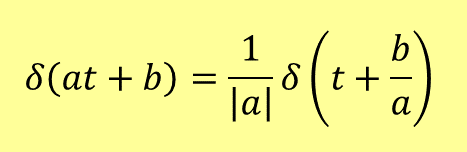 δ(at + b) = 1/|a| δ(t + b/a)